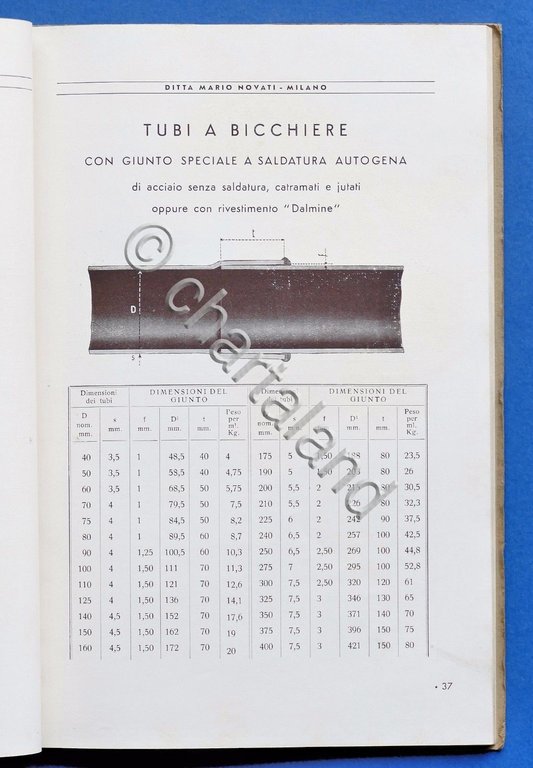 DITTA MARIO NOVATI - MILANO
TUBI A BICCHIERE
CON GIUNTO SPECIALE A SALDATURA AUTOGENA
di acciaio senza saldatura, catramati e jutati
oppure con rivestimento "Dalmine"
t
f
D
s
© chartaland
Dimensioni dei tubi DIMENSIONI DEL GIUNTO Dimensioni tubi DIMENSIONI DEL GIUNTO
D nom. mm. s mm. f mm. D¹ mm. t mm. Peso per ml. Kg. nom. mm. s mm. f mm. D¹ mm. t mm. Peso per ml. Kg.
40 3,5 1 48,5 40 4 175 5 1,50 188 80 23,5
50 3,5 1 58,5 40 4,75 190 5 1,50 203 80 26
60 3,5 1 68,5 50 5,75 200 5,5 2 215 80 30,5
70 4 1 79,5 50 7,5 210 5,5 2 226 80 32,3
75 4 1 84,5 50 8,2 225 6 2 242 90 37,5
80 4 1 89,5 60 8,7 240 6,5 2 257 100 42,5
90 4 1,25 100,5 60 10,3 250 6,5 2,50 269 100 44,8
100 4 1,50 111 70 11,3 275 7 2,50 295 100 52,8
110 4 1,50 121 70 12,6 300 7,5 2,50 320 120 61
125 4 1,50 136 70 14,1 325 7,5 3 346 130 65
140 4,5 1,50 152 70 17,6 350 7,5 3 371 140 70
150 4,5 1,50 162 70 19 375 7,5 3 396 150 75
160 4,5 1,50 172 70 20 400 7,5 3 421 150 80
• 37